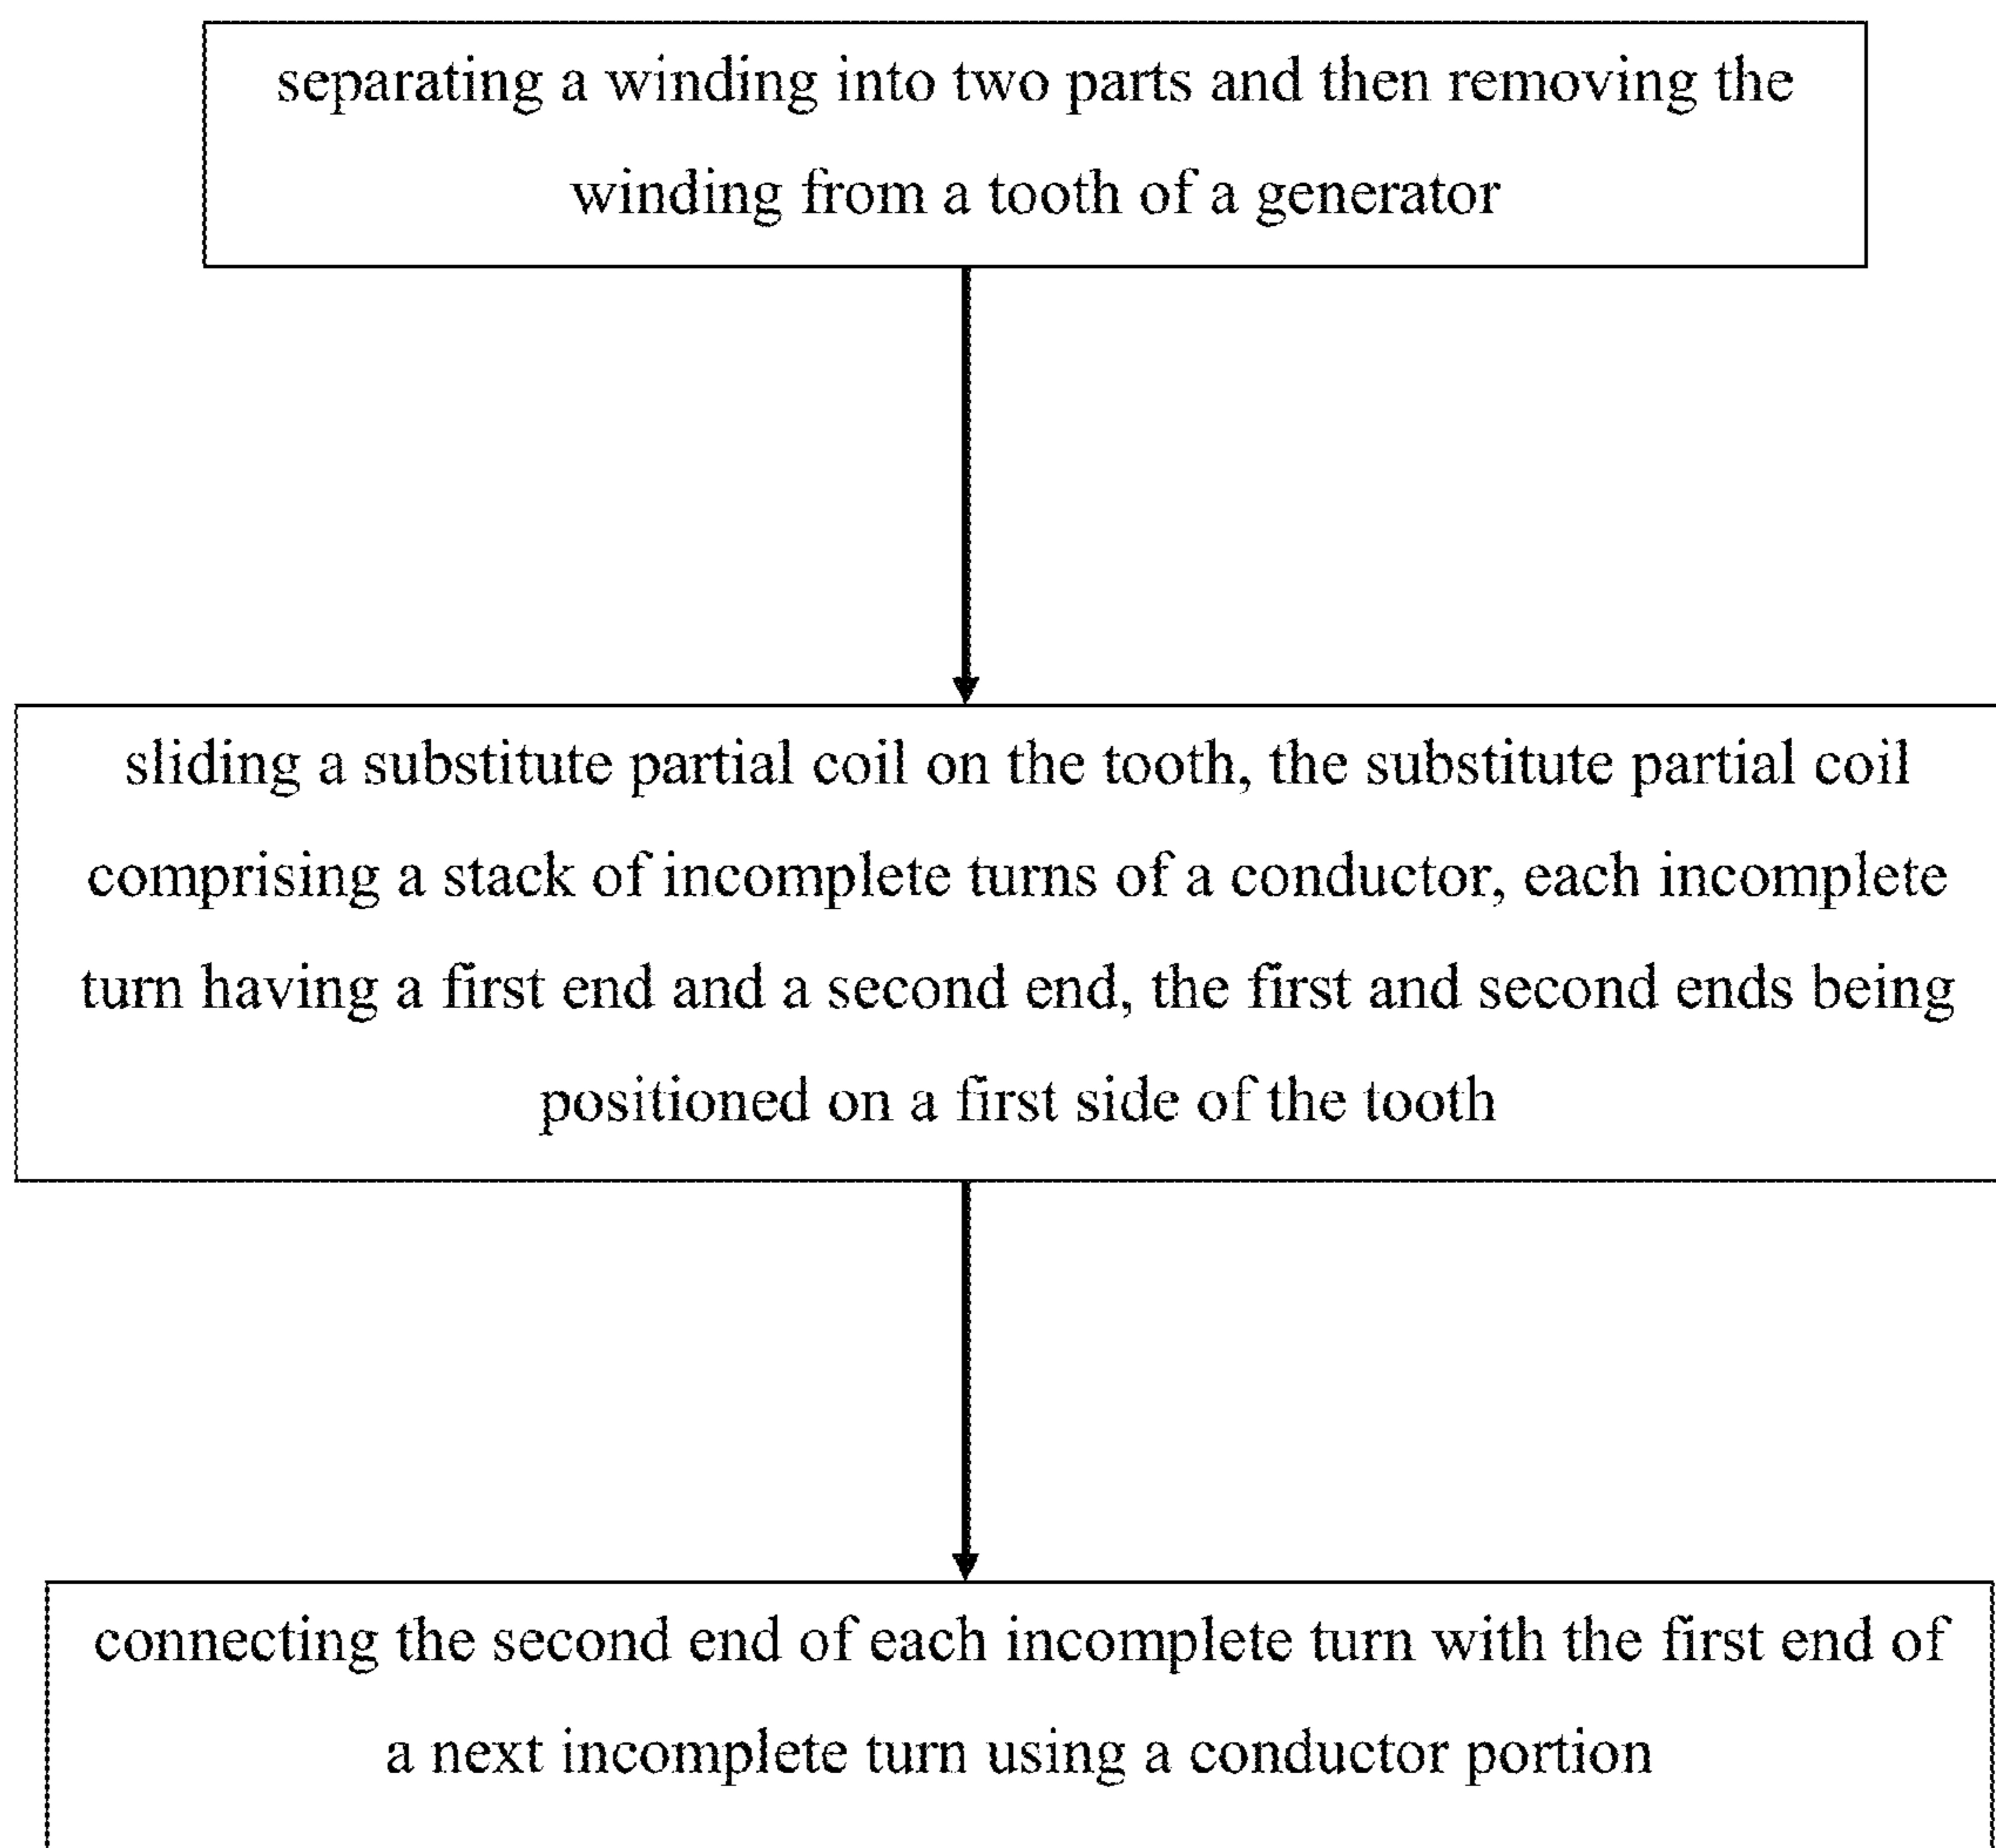 separating a winding into two parts and then removing the
winding from a tooth of a generator
sliding a substitute partial coil on the tooth, the substitute partial coil
comprising a stack of incomplete turns of a conductor, each incomplete
turn having a first end and a second end, the first and second ends being
positioned on a first side of the tooth
connecting the second end of each incomplete turn with the first end of
a next incomplete turn using a conductor portion